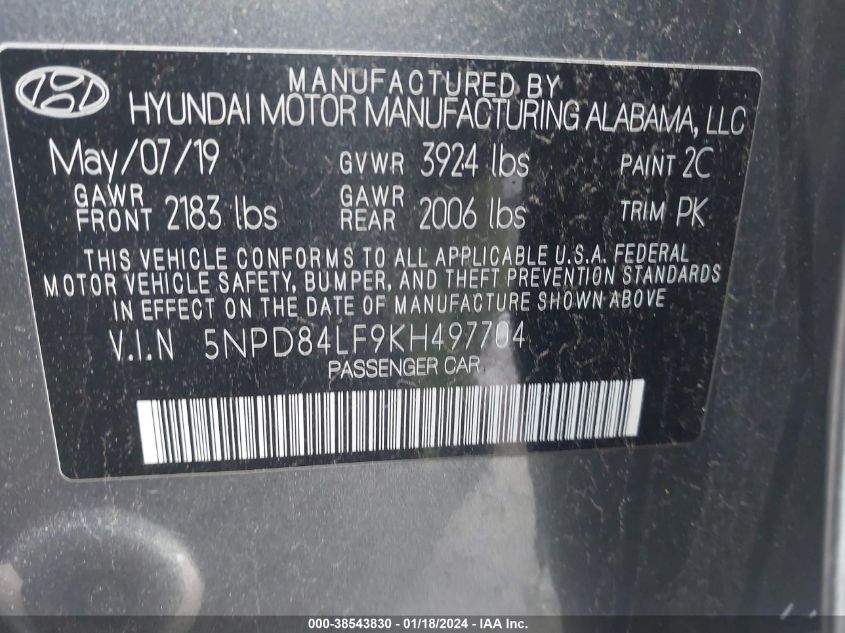 MANUFACTURED BY
HYUNDAI MOTOR MANUFACTURING ALABAMA, LLC
May/07/19 GVWR 3924 lbs PAINT 2C
GAWR FRONT 2183 lbs GAWR REAR 2006 lbs TRIM PK
THIS VEHICLE CONFORMS TO ALL APPLICABLE U.S.A. FEDERAL
MOTOR VEHICLE SAFETY, BUMPER, AND THEFT PREVENTION STANDARDS
IN EFFECT ON THE DATE OF MANUFACTURE SHOWN ABOVE
V.I.N 5NPD84LF9KH497704
PASSENGER CAR
000-38543830 - 01/18/2024 - IAA Inc.